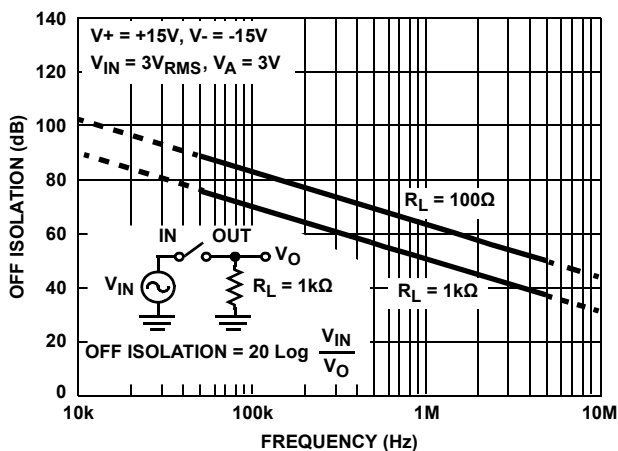 140
120
100
80
60
40
20
0
OFF ISOLATION (dB)
V+ = +15V, V- = -15V
VIN = 3VRMS, VA = 3V
RL = 100Ω
RL = 1kΩ
IN OUT
VO
VIN
RL = 1kΩ
OFF ISOLATION = 20 Log VIN
VO
10k 100k 1M 10M
FREQUENCY (Hz)